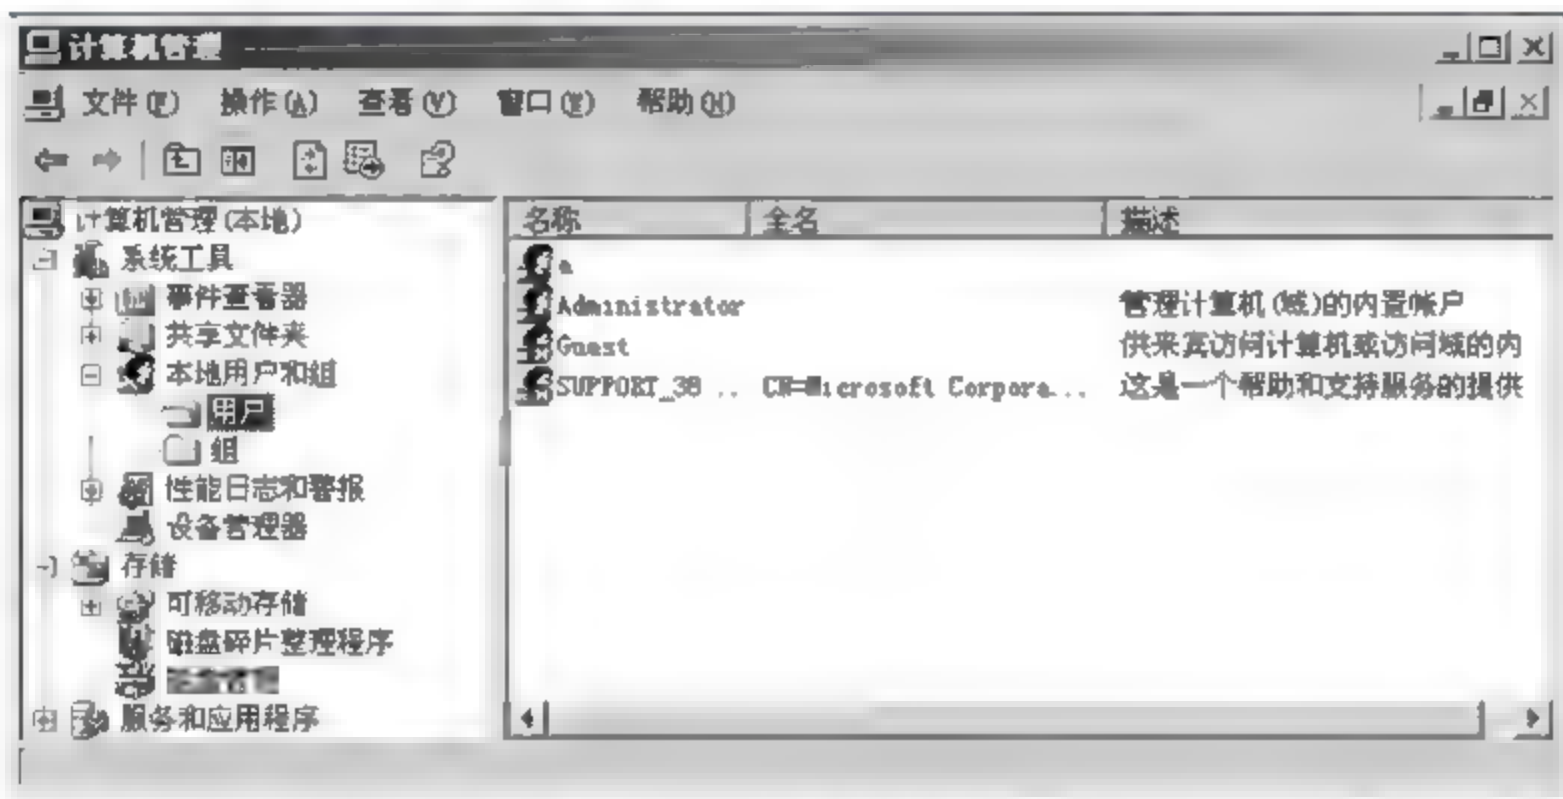 计算机管理
文件(F) 操作(A) 查看(V) 窗口(W) 帮助(H)
计算机管理(本地)
系统工具
事件查看器
共享文件夹
本地用户和组
用户
组
性能日志和警报
设备管理器
存储
可移动存储
磁盘碎片整理程序
磁盘管理
服务和应用程序
名称 全名 描述
a
Administrator 管理计算机(域)的内置帐户
Guest 供来宾访问计算机或访问域的内
SUPPORT_38... CN=Microsoft Corpora... 这是一个帮助和支持服务的提供